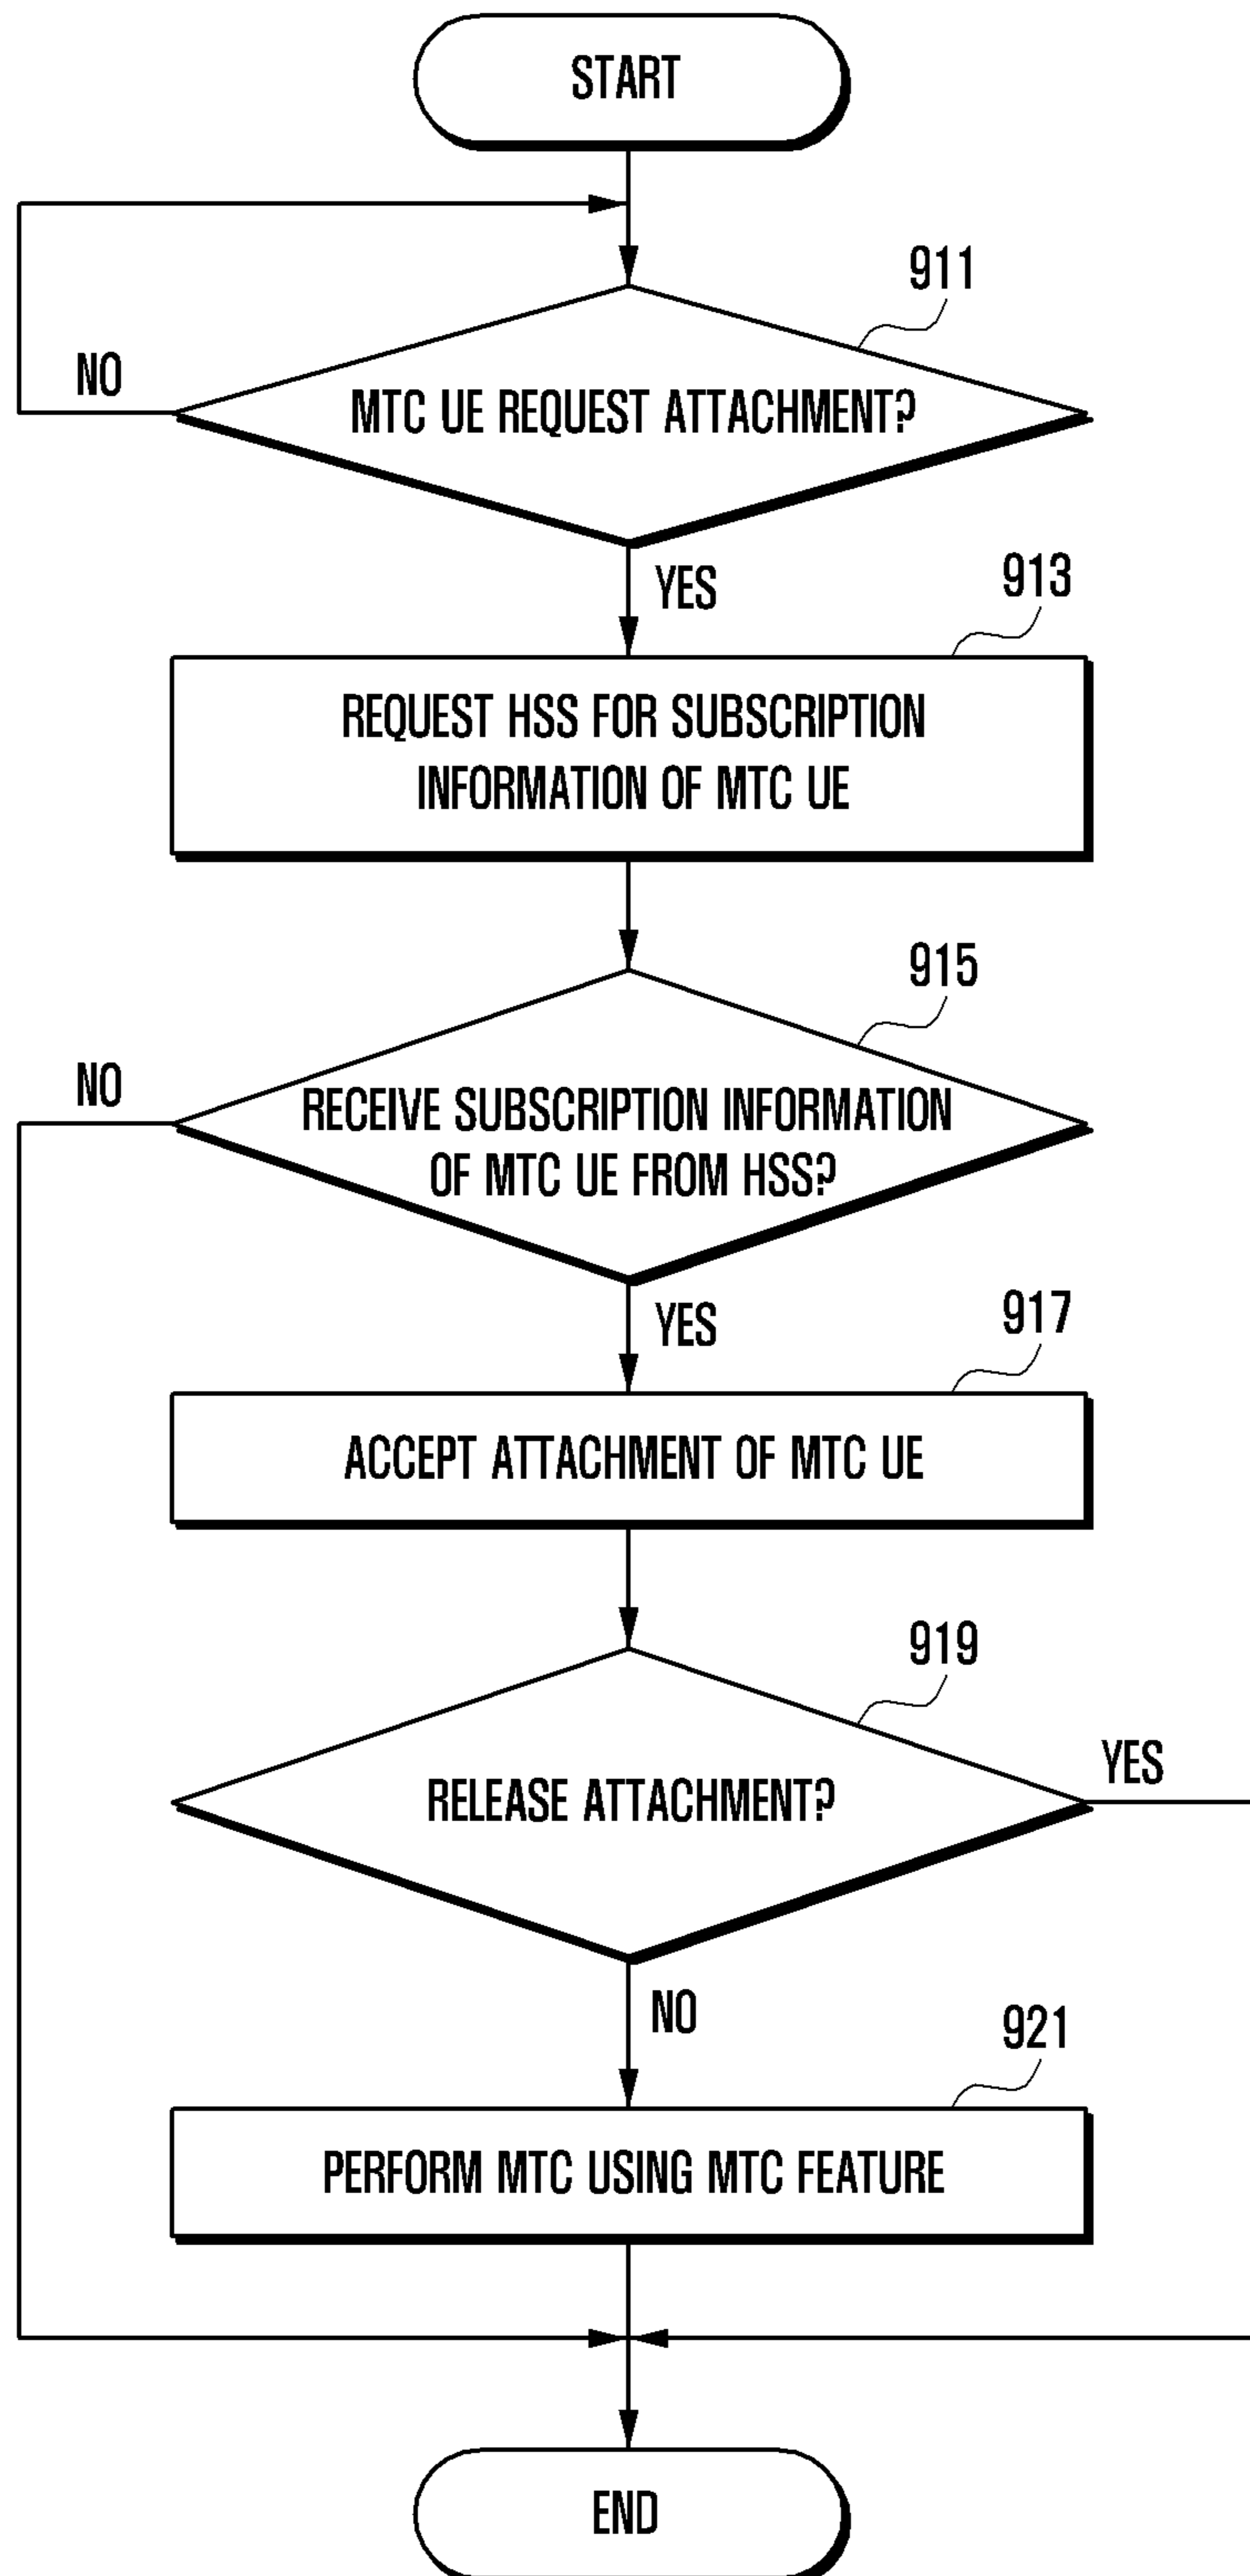 START
911
NO
MTC UE REQUEST ATTACHMENT?
YES
913
REQUEST HSS FOR SUBSCRIPTION
INFORMATION OF MTC UE
915
NO
RECEIVE SUBSCRIPTION INFORMATION
OF MTC UE FROM HSS?
YES
917
ACCEPT ATTACHMENT OF MTC UE
919
YES
RELEASE ATTACHMENT?
NO
921
PERFORM MTC USING MTC FEATURE
END